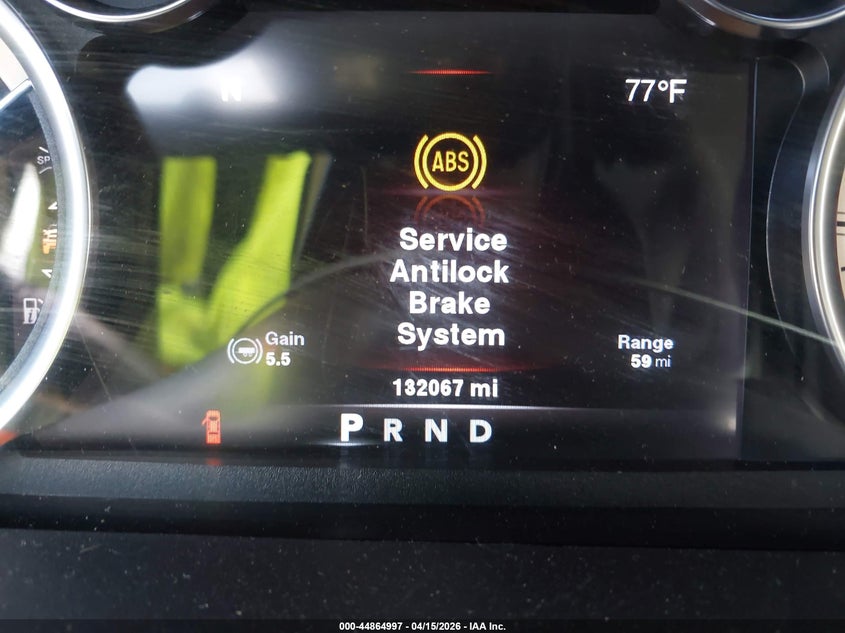 N
77°F
ABS
SP
Service
Antilock
Brake
System
Gain
5.5
Range
59 mi
132067 mi
P R N D
000-44864997 - 04/15/2026 - IAA Inc.